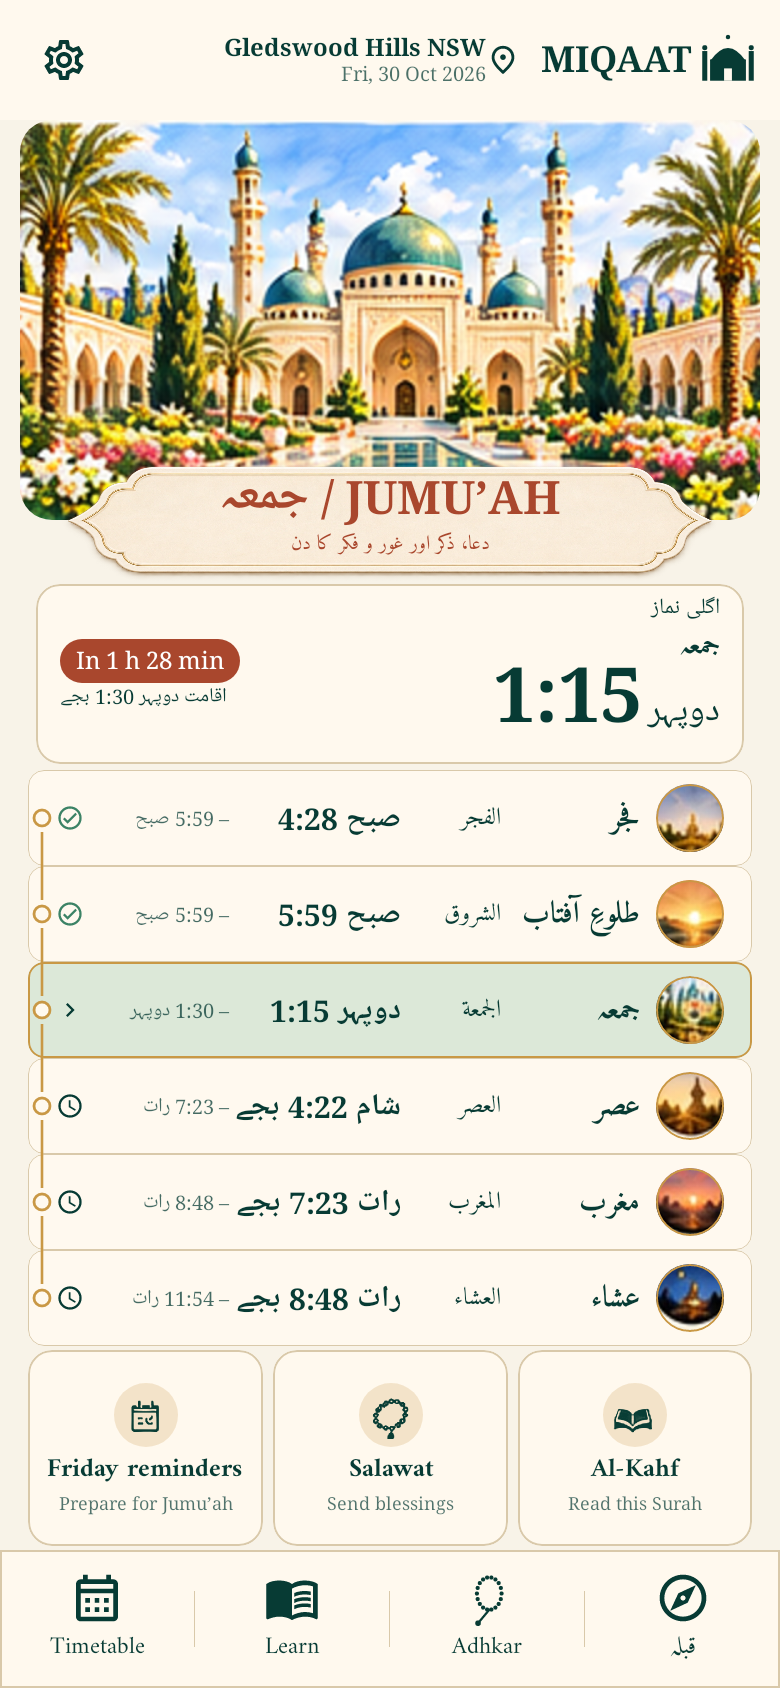 MIQAAT
Gledswood Hills NSW
Fri, 30 Oct 2026
جمعہ / JUMU’AH
دعا، ذکر اور غور و فکر کا دن
اگلی نماز
جمعہ
1:15 دوپہر
In 1 h 28 min
اقامت دوپہر 1:30 بجے
فجر الفجر صبح 4:28 – 5:59 صبح
طلوعِ آفتاب الشروق صبح 5:59 – 5:59 صبح
جمعہ الجمعة دوپہر 1:15 – 1:30 دوپہر
عصر العصر شام 4:22 بجے – 7:23 رات
مغرب المغرب رات 7:23 بجے – 8:48 رات
عشاء العشاء رات 8:48 بجے – 11:54 رات
Friday reminders
Prepare for Jumu’ah
Salawat
Send blessings
Al-Kahf
Read this Surah
Timetable
Learn
Adhkar
قبلہ